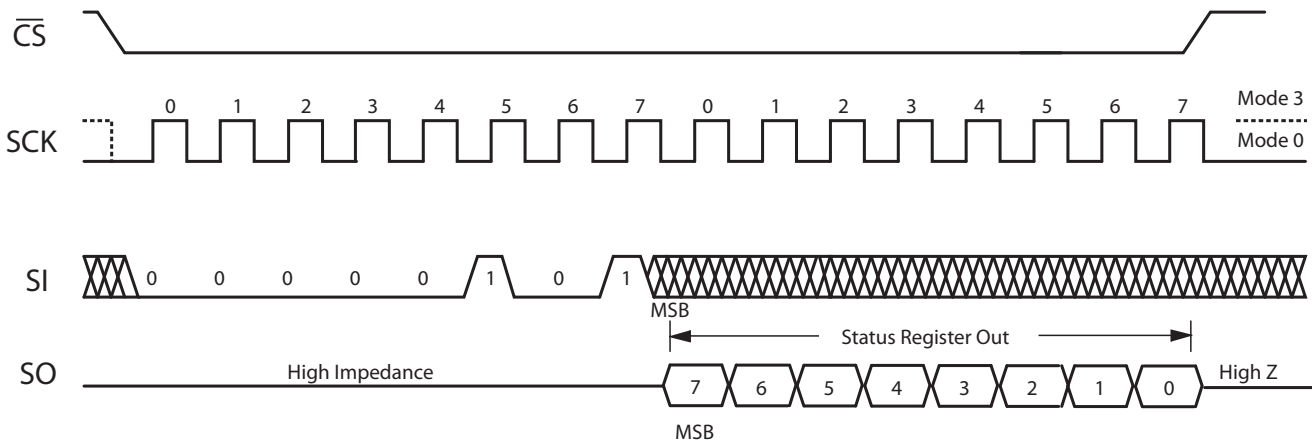 CS
0 1 2 3 4 5 6 7 0 1 2 3 4 5 6 7
Mode 3
SCK
Mode 0
SI
0 0 0 0 0 1 0 1
MSB
Status Register Out
SO
High Impedance
7 6 5 4 3 2 1 0
High Z
MSB